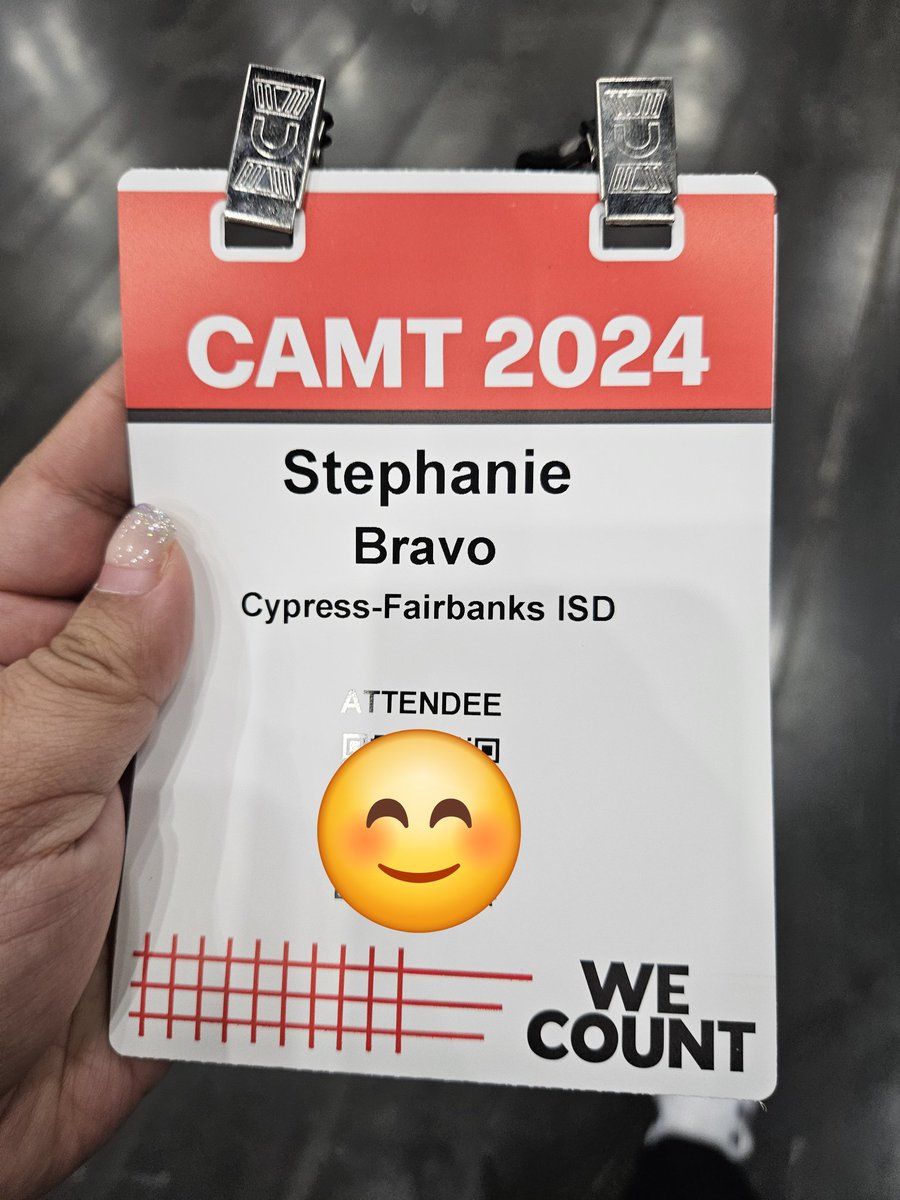 CAMT 2024
Stephanie
Bravo
Cypress-Fairbanks ISD
ATTENDEE
WE
COUNT